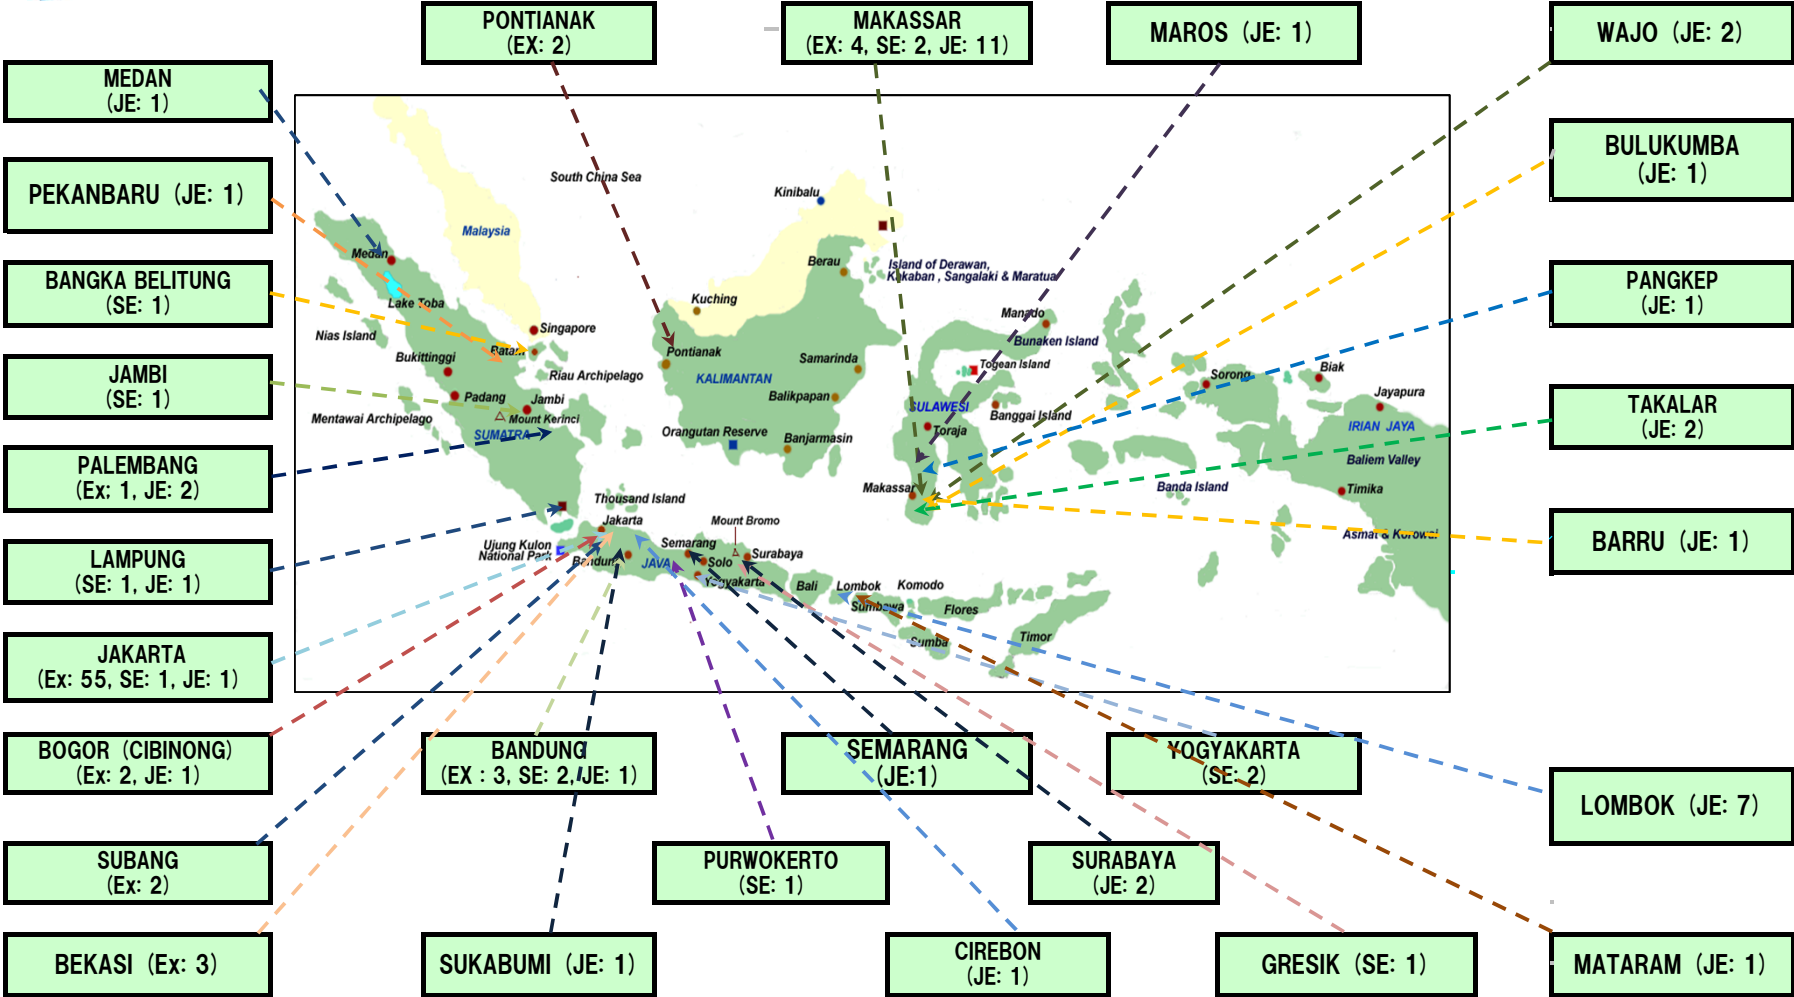 PONTIANAK
(EX: 2)
MAKASSAR
(EX: 4, SE: 2, JE: 11)
MAROS (JE: 1)
WAJO (JE: 2)
MEDAN
(JE: 1)
PEKANBARU (JE: 1)
BANGKA BELITUNG
(SE: 1)
JAMBI
(SE: 1)
PALEMBANG
(Ex: 1, JE: 2)
LAMPUNG
(SE: 1, JE: 1)
JAKARTA
(Ex: 55, SE: 1, JE: 1)
BOGOR (CIBINONG)
(Ex: 2, JE: 1)
SUBANG
(Ex: 2)
BEKASI (Ex: 3)
BULUKUMBA
(JE: 1)
PANGKEP
(JE: 1)
TAKALAR
(JE: 2)
BARRU (JE: 1)
LOMBOK (JE: 7)
MATARAM (JE: 1)
BANDUNG
(EX : 3, SE: 2, JE: 1)
SEMARANG
(JE:1)
YOGYAKARTA
(SE: 2)
PURWOKERTO
(SE: 1)
SURABAYA
(JE: 2)
SUKABUMI (JE: 1)
CIREBON
(JE: 1)
GRESIK (SE: 1)
South China Sea
Malaysia
Kinibalu
Medan
Lake Toba
Nias Island
Singapore
Batam
Bukittinggi
Riau Archipelago
Padang
Jambi
Mount Kerinci
Mentawai Archipelago
SUMATRA
Kuching
Berau
Island of Derawan,
Kakaban , Sangalaki & Maratua
Pontianak
KALIMANTAN
Samarinda
Balikpapan
Orangutan Reserve
Banjarmasin
Manado
Bunaken Island
Togean Island
SULAWESI
Banggai Island
Toraja
Makassar
Sorong
Biak
Jayapura
IRIAN JAYA
Baliem Valley
Timika
Banda Island
Asmat & Korowai
Thousand Island
Jakarta
Ujung Kulon
National Park
Bandung
JAVA
Mount Bromo
Semarang
Solo
Surabaya
Yogyakarta
Bali
Lombok
Komodo
Sumbawa
Flores
Sumba
Timor